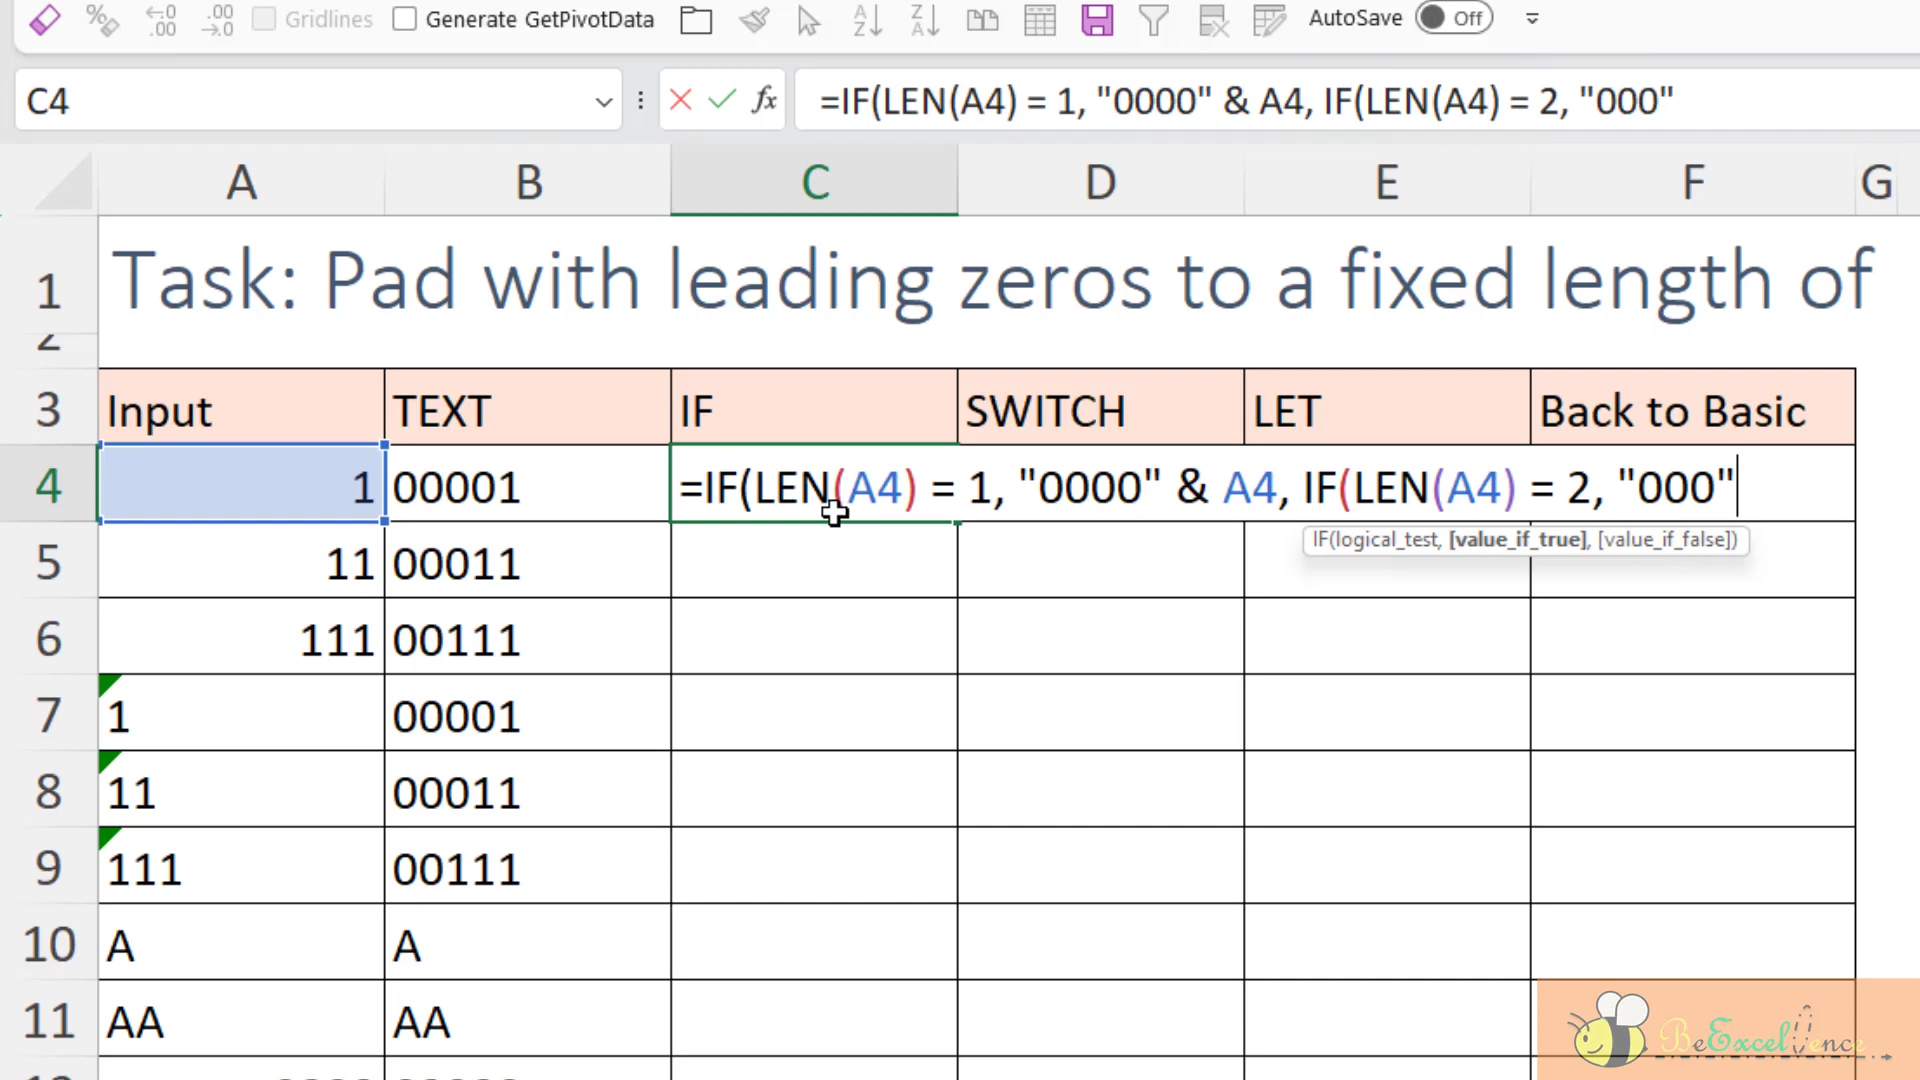 Gridlines Generate GetPivotData AutoSave Off
C4 fx =IF(LEN(A4) = 1, "0000" & A4, IF(LEN(A4) = 2, "000"
A B C D E F G
1 Task: Pad with leading zeros to a fixed length of
2
3 Input TEXT IF SWITCH LET Back to Basic
4 1 00001 =IF(LEN(A4) = 1, "0000" & A4, IF(LEN(A4) = 2, "000"
IF(logical_test, [value_if_true], [value_if_false])
5 11 00011
6 111 00111
7 1 00001
8 11 00011
9 111 00111
10 A A
11 AA AA
BeExcellence